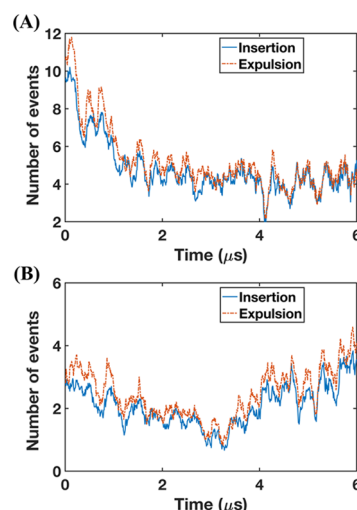 (A)
Number of events
12
10
8
6
4
2
Insertion
Expulsion
0 2 4 6
Time (μs)
(B)
Number of events
6
4
2
0
Insertion
Expulsion
0 2 4 6
Time (μs)